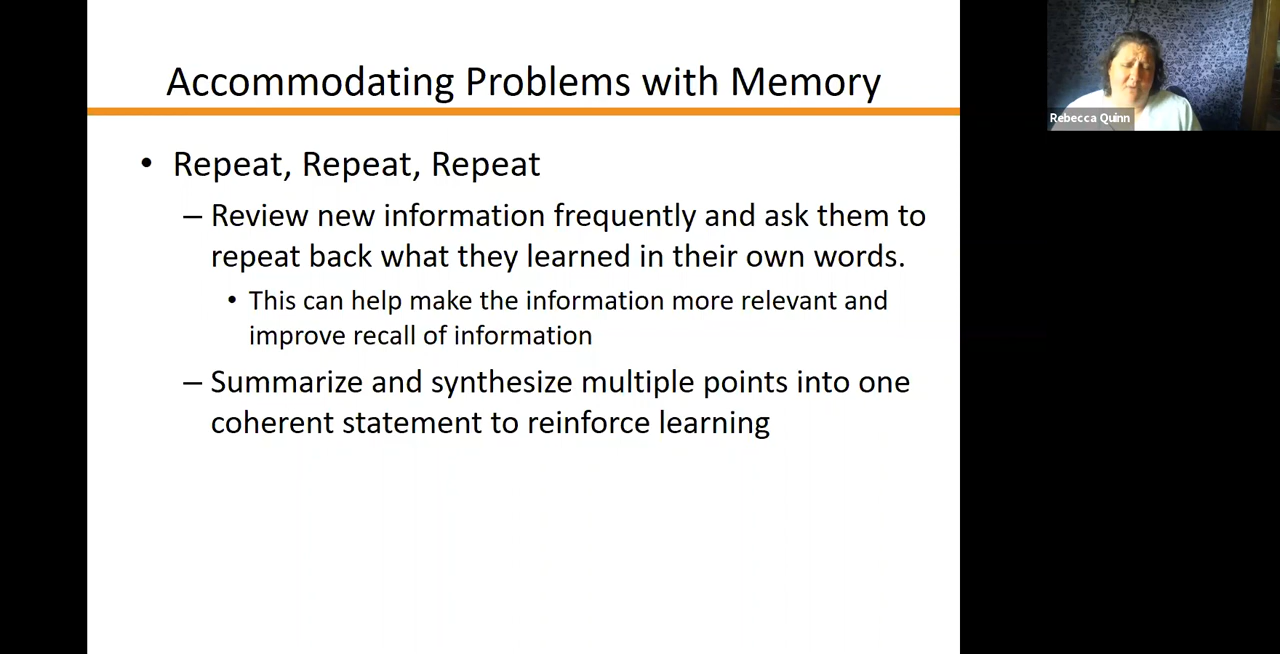 Accommodating Problems with Memory
Rebecca Quinn
• Repeat, Repeat, Repeat
– Review new information frequently and ask them to
repeat back what they learned in their own words.
• This can help make the information more relevant and
improve recall of information
– Summarize and synthesize multiple points into one
coherent statement to reinforce learning